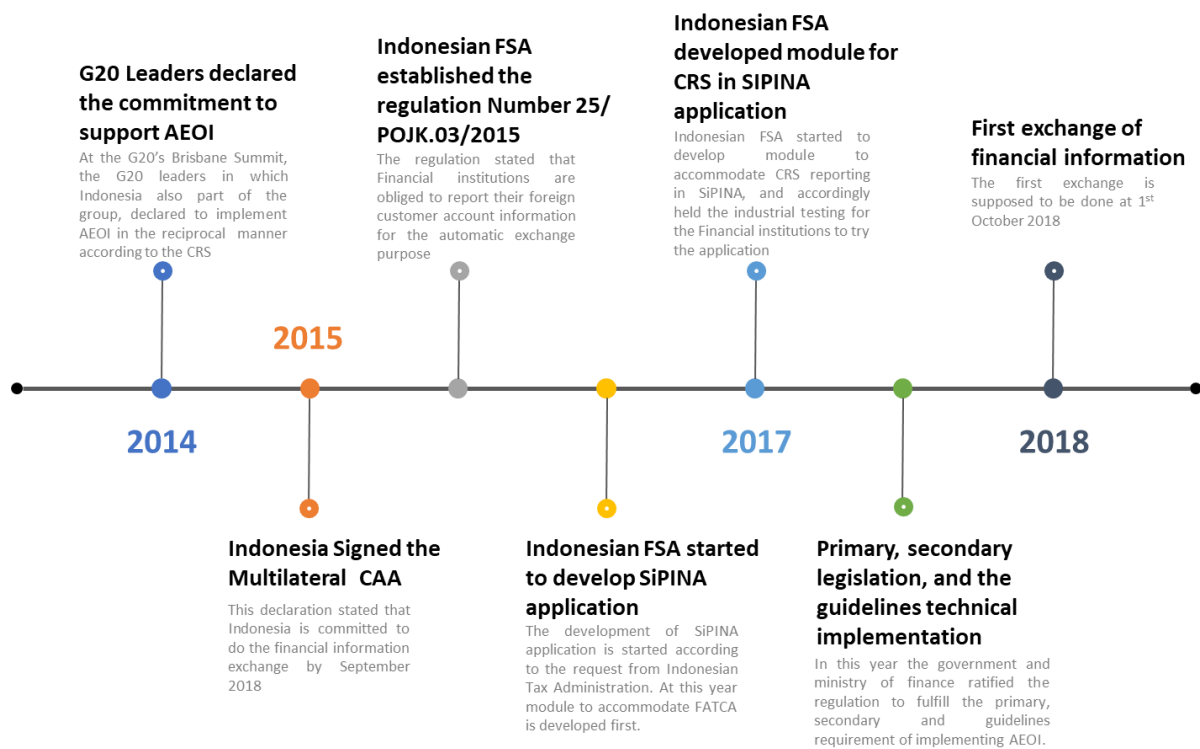 G20 Leaders declared
the commitment to
support AEOI
At the G20's Brisbane Summit,
the G20 leaders in which
Indonesia also part of the
group, declared to implement
AEOI in the reciprocal manner
according to the CRS
2014
2015
Indonesia Signed the
Multilateral CAA
This declaration stated that
Indonesia is committed to
do the financial information
exchange by September
2018
Indonesian FSA
established the
regulation Number 25/
POJK.03/2015
The regulation stated that
Financial institutions are
obliged to report their foreign
customer account information
for the automatic exchange
purpose
Indonesian FSA started
to develop SiPINA
application
The development of SiPINA
application is started according
to the request from Indonesian
Tax Administration. At this year
module to accommodate FATCA
is developed first.
Indonesian FSA
developed module for
CRS in SIPINA
application
Indonesian FSA started to
develop module to
accommodate CRS reporting
in SiPINA, and accordingly
held the industrial testing for
the Financial institutions to try
the application
2017
Primary, secondary
legislation, and the
guidelines technical
implementation
In this year the government and
ministry of finance ratified the
regulation to fulfill the primary,
secondary and guidelines
requirement of implementing AEOI.
First exchange of
financial information
The first exchange is
supposed to be done at 1st
October 2018
2018